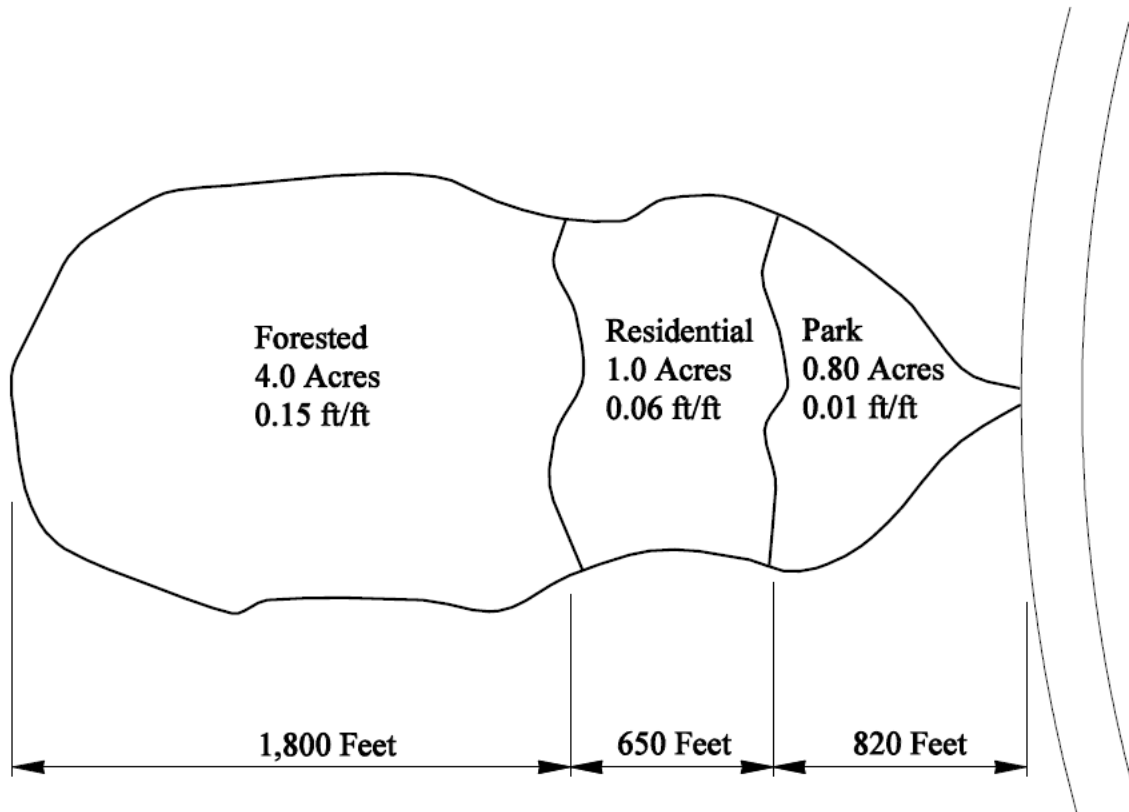 Forested
4.0 Acres
0.15 ft/ft
Residential
1.0 Acres
0.06 ft/ft
Park
0.80 Acres
0.01 ft/ft
1,800 Feet
650 Feet
820 Feet